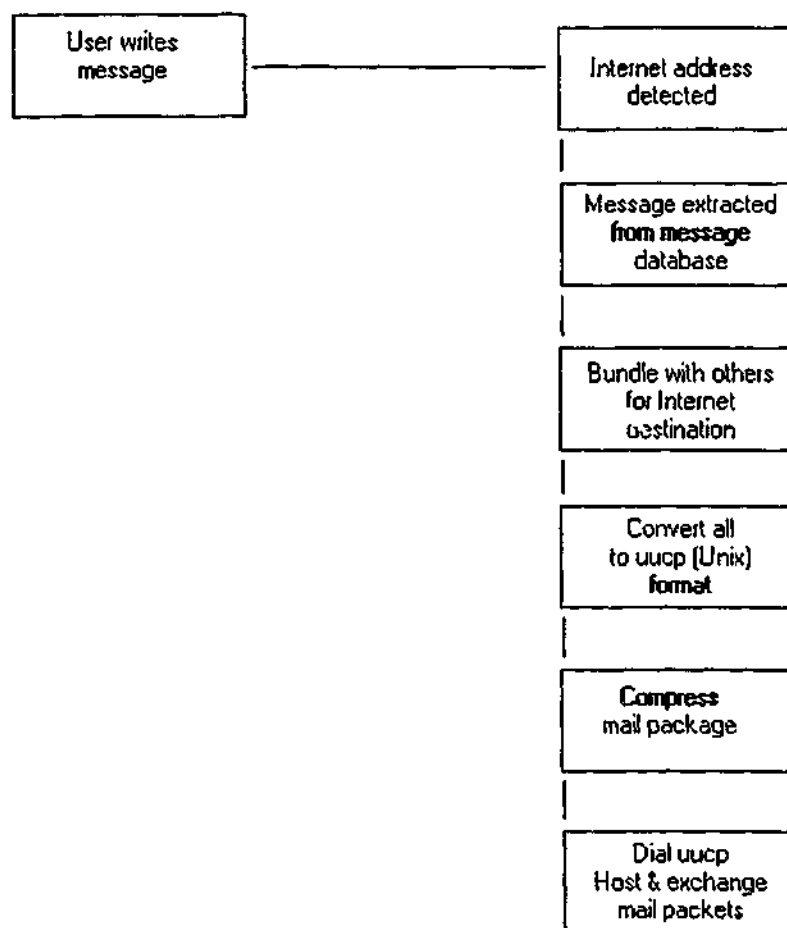 User writes
message
Internet address
detected
Message extracted
from message
database
Bundle with others
for Internet
destination
Convert all
to uucp (Unix)
format
Compress
mail package
Dial uucp
Host & exchange
mail packets